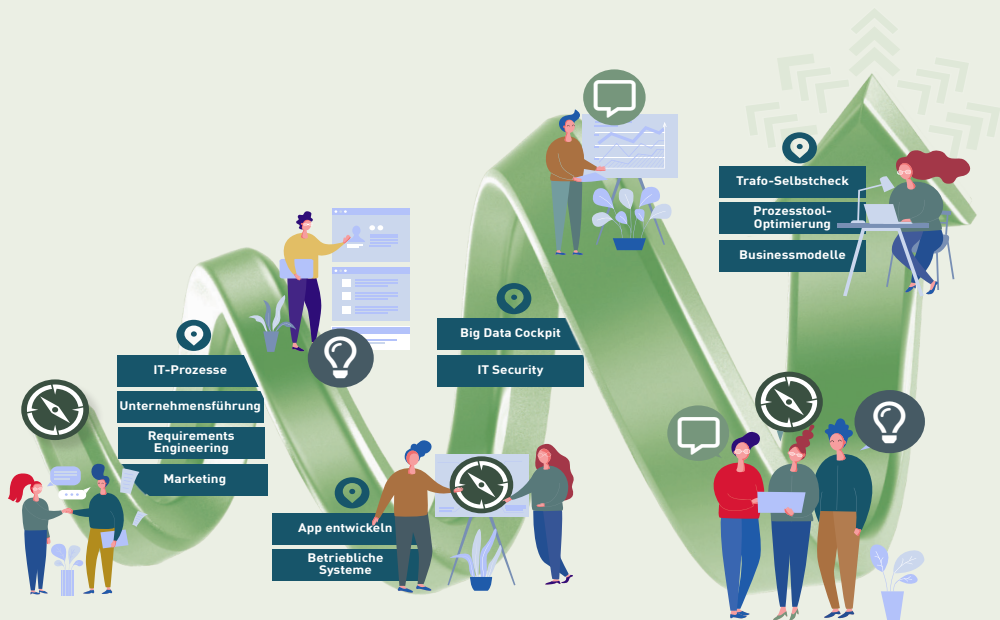 IT-Prozesse
Unternehmensführung
Requirements
Engineering
Marketing
App entwickeln
Betriebliche
Systeme
Big Data Cockpit
IT Security
Trafo-Selbstcheck
Prozesstool-
Optimierung
Businessmodelle